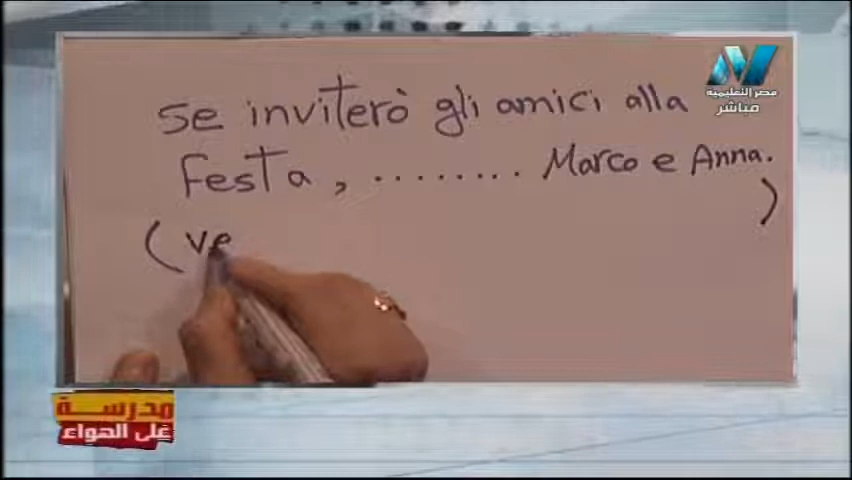 مصر التعليمية
مباشر
se inviterò gli amici alla
festa, ........ Marco e Anna.
( ve )
مدرسة
على الهواء